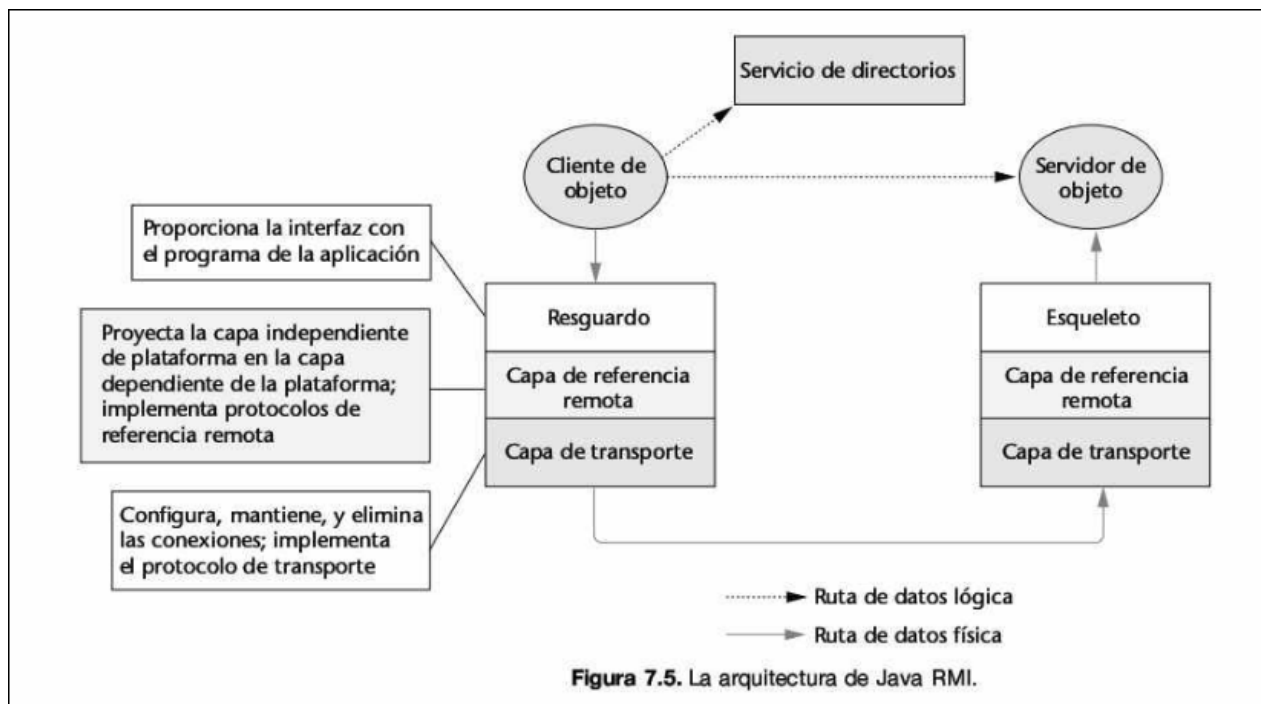 Servicio de directorios
Cliente de
objeto
Servidor de
objeto
Proporciona la interfaz con
el programa de la aplicación
Resguardo
Esqueleto
Proyecta la capa independiente
de plataforma en la capa
dependiente de la plataforma;
implementa protocolos de
referencia remota
Capa de referencia
remota
Capa de referencia
remota
Capa de transporte
Capa de transporte
Configura, mantiene, y elimina
las conexiones; implementa
el protocolo de transporte
Ruta de datos lógica
Ruta de datos física
Figura 7.5. La arquitectura de Java RMI.